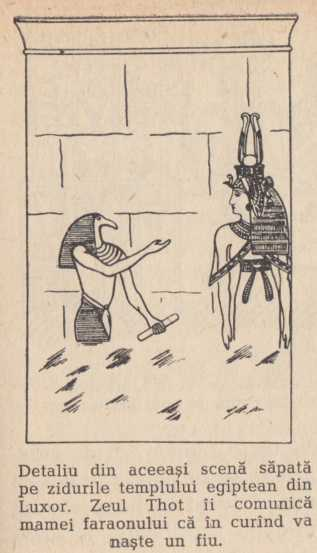 Detaliu din aceeași scenă săpată
pe zidurile templului egiptean din
Luxor. Zeul Thot îi comunică
mamei faraonului că în curînd va
naște un fiu.